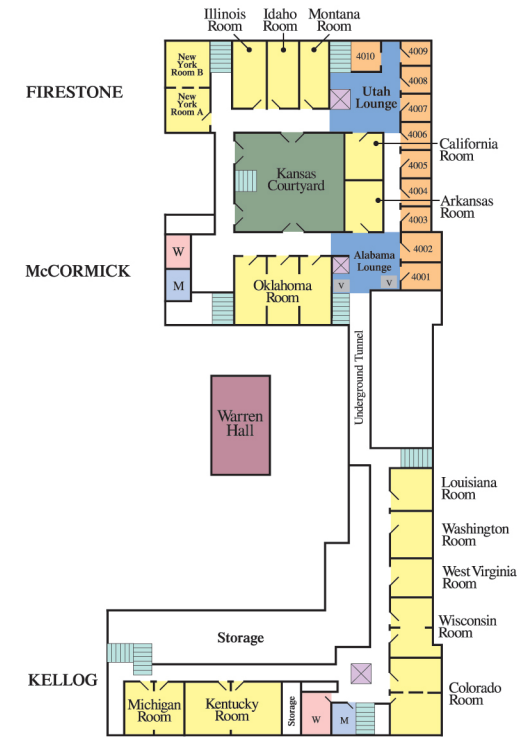 Illinois
Room
Idaho
Room
Montana
Room
FIRESTONE
New
York
Room B
New
York
Room A
4010
Utah
Lounge
4009
4008
4007
4006
4005
4004
4003
4002
4001
California
Room
Arkansas
Room
Kansas
Courtyard
McCORMICK
W
M
Oklahoma
Room
Alabama
Lounge
V
V
Underground Tunnel
Warren
Hall
Louisiana
Room
Washington
Room
West Virginia
Room
Wisconsin
Room
Colorado
Room
Storage
KELLOG
Michigan
Room
Kentucky
Room
Storage
W
M